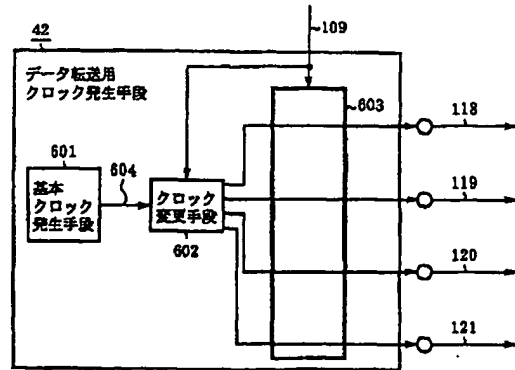 42
109
データ転送用
クロック発生手段
603
118
601
604
基本
クロック
発生手段
クロック
変更手段
602
119
120
121